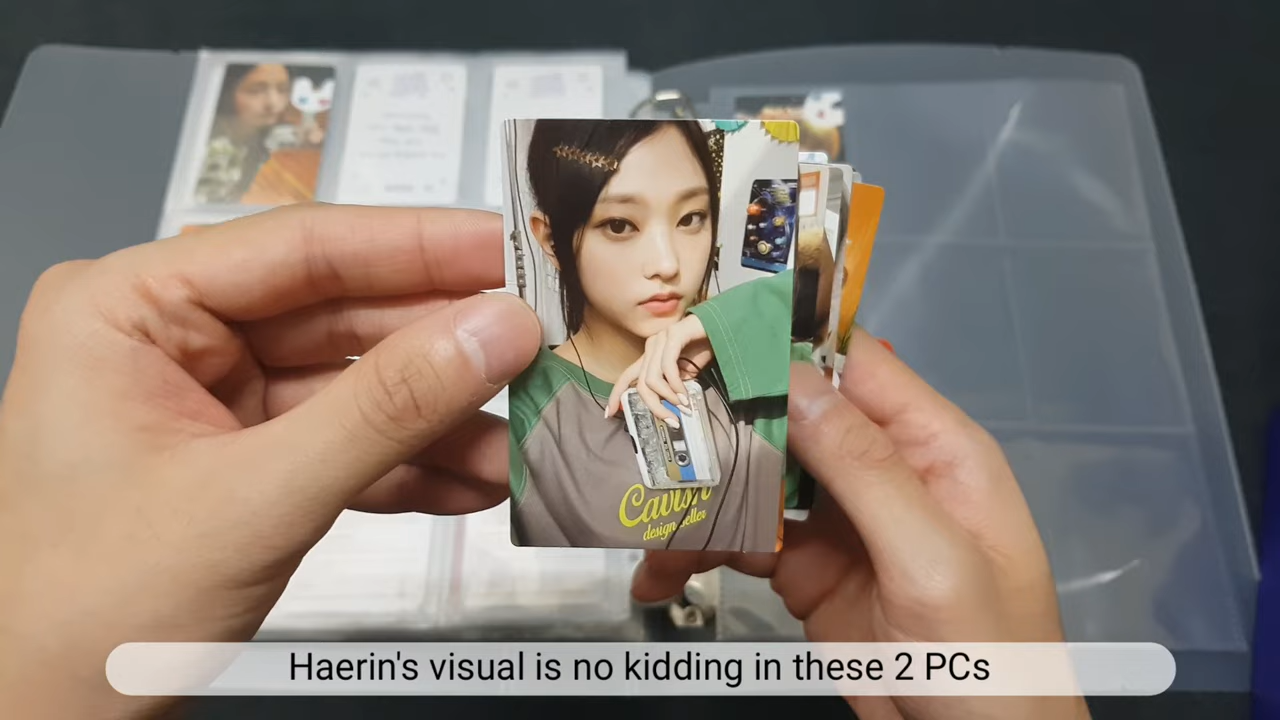 Cavish
design seller
Haerin's visual is no kidding in these 2 PCs